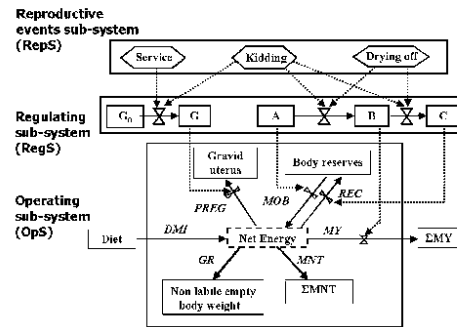 Reproductive
events sub-system
(RepS)
Service
Kidding
Drying off
Regulating
sub-system
(RegS)
G₀
G
A
B
C
Operating
sub-system
(OpS)
Gravid
uterus
Body reserves
PREG
MOB
REC
Diet
DMI
Net Energy
MY
ΣMY
GR
MNT
Non labile empty
body weight
ΣMNT